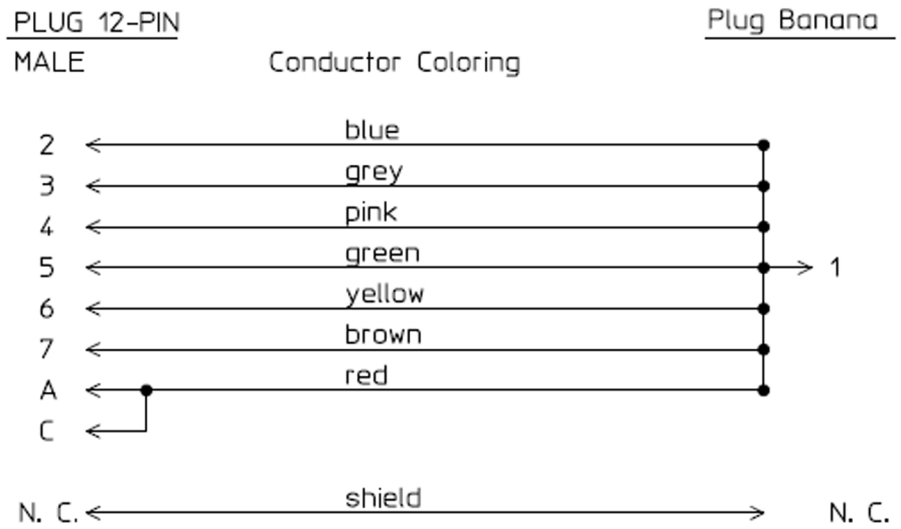 PLUG 12-PIN Plug Banana
MALE Conductor Coloring
2 blue
3 grey
4 pink
5 green 1
6 yellow
7 brown
A red
C
N. C. shield N. C.